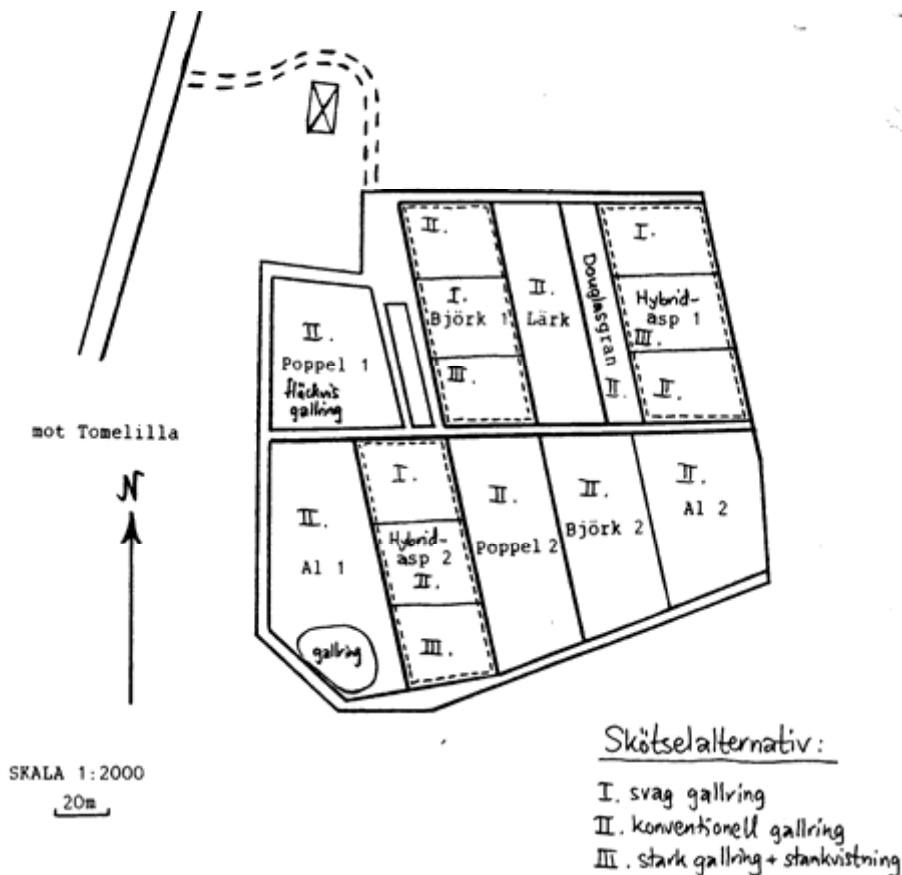 II.
I.
Björk 1
III.
II.
Lärk
Douglasgran
II.
I.
Hybrid-
asp 1
III.
II.
II.
Poppel 1
fläckvis
gallring
mot Tomelilla
N
II.
Al 1
gallring
I.
Hybrid-
asp 2
II.
III.
II.
Poppel 2
II.
Björk 2
II.
Al 2
SKALA 1:2000
20m
Skötselalternativ:
I. svag gallring
II. konventionell gallring
III. stark gallring + stamkvistning